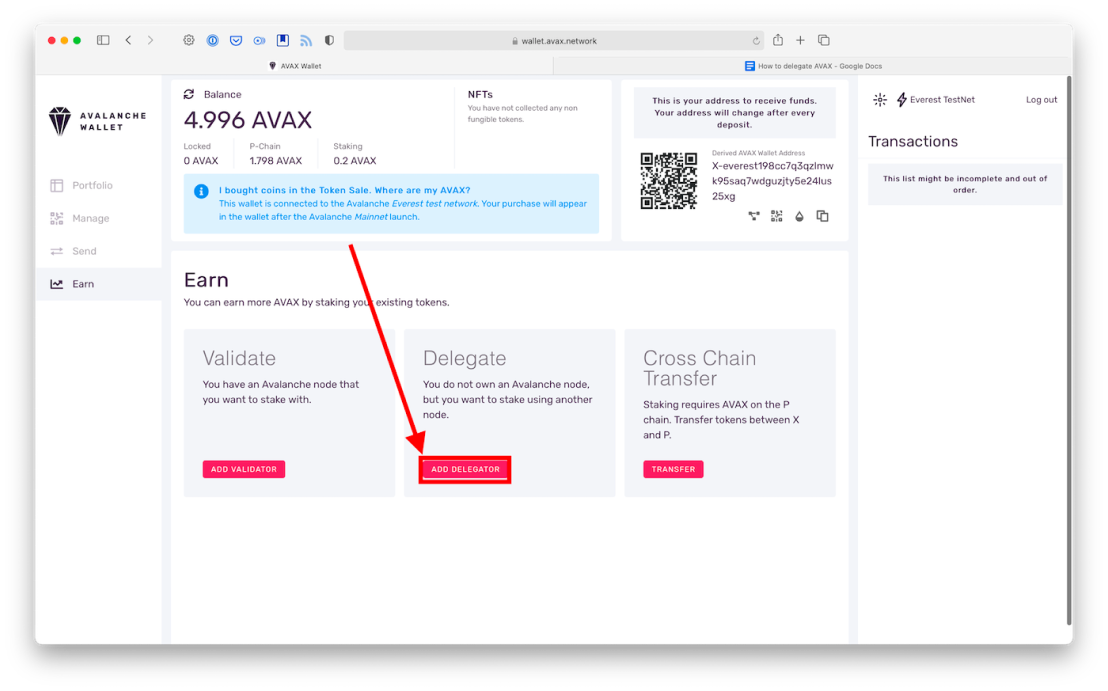 wallet.avax.network
AVAX Wallet
How to delegate AVAX - Google Docs
AVALANCHE
WALLET
Portfolio
Manage
Send
Earn
Balance
4.996 AVAX
Locked
0 AVAX
P-Chain
1.798 AVAX
Staking
0.2 AVAX
NFTs
You have not collected any non
fungible tokens.
I bought coins in the Token Sale. Where are my AVAX?
This wallet is connected to the Avalanche Everest test network. Your purchase will appear
in the wallet after the Avalanche Mainnet launch.
This is your address to receive funds.
Your address will change after every
deposit.
Derived AVAX Wallet Address
X-everest198cc7q3qzlmw
k95saq7wdguzjty5e24lus
25xg
Everest TestNet
Log out
Transactions
This list might be incomplete and out of
order.
Earn
You can earn more AVAX by staking your existing tokens.
Validate
You have an Avalanche node that
you want to stake with.
ADD VALIDATOR
Delegate
You do not own an Avalanche node,
but you want to stake using another
node.
ADD DELEGATOR
Cross Chain
Transfer
Staking requires AVAX on the P
chain. Transfer tokens between X
and P.
TRANSFER